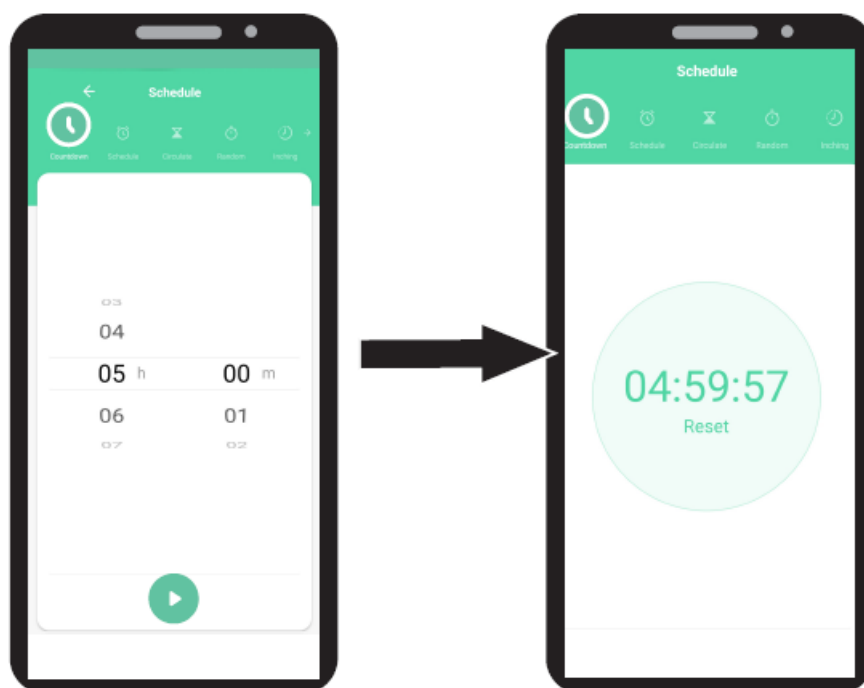 Schedule
Countdown Schedule Circulate Random Inching
03
04
05 h 00 m
06 01
07 02
Schedule
Countdown Schedule Circulate Random Inching
04:59:57
Reset